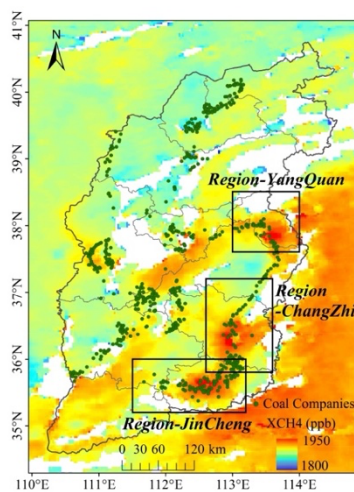 41°N
N
40°N
39°N
Region-YangQuan
38°N
37°N
Region
-ChangZhi
36°N
Coal Companies
XCH4 (ppb)
35°N
Region-JinCheng
1950
0 30 60 120 km
1800
110°E 111°E 112°E 113°E 114°E